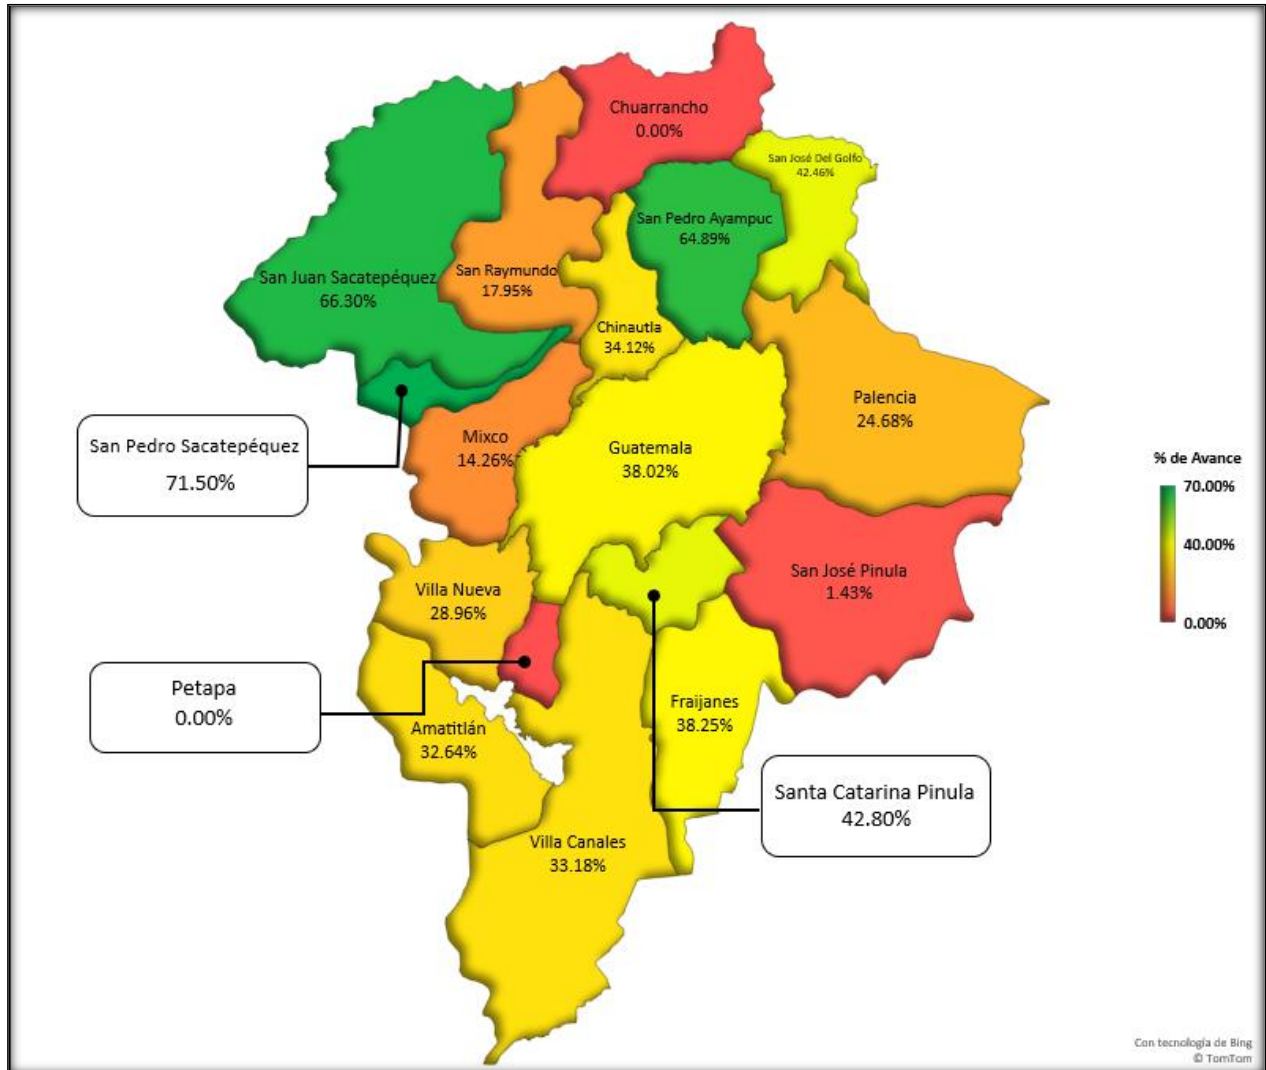 Chuarrancho
0.00%
San José Del Golfo
42.46%
San Pedro Ayampuc
64.89%
San Juan Sacatepéquez
66.30%
San Raymundo
17.95%
Chinautla
34.12%
Palencia
24.68%
San Pedro Sacatepéquez
71.50%
Mixco
14.26%
Guatemala
38.02%
% de Avance
70.00%
40.00%
0.00%
San José Pinula
1.43%
Villa Nueva
28.96%
Petapa
0.00%
Amatitlán
32.64%
Fraijanes
38.25%
Santa Catarina Pinula
42.80%
Villa Canales
33.18%
Con tecnología de Bing
© TomTom